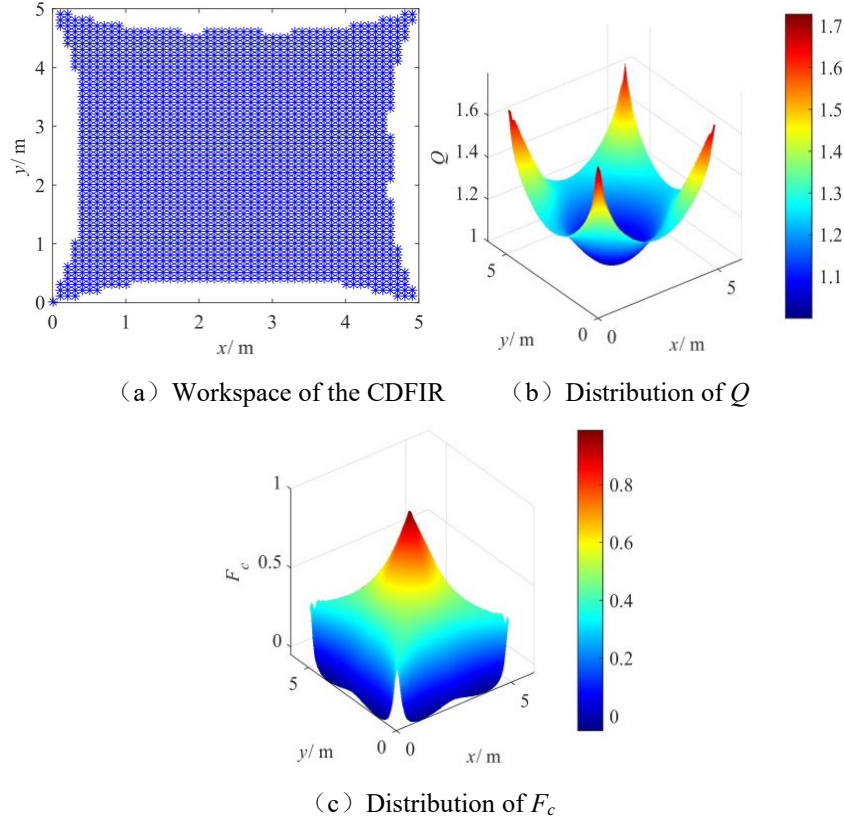 5
4
3
2
1
0
y/ m
0 1 2 3 4 5
x/ m
1.6
1.4
1.2
1
Q
5
0
y/ m
0
5
x/ m
1.7
1.6
1.5
1.4
1.3
1.2
1.1
（a）Workspace of the CDFIR
（b）Distribution of Q
1
0.5
0
F_c
5
0
y/ m
0
5
x/ m
0.8
0.6
0.4
0.2
0
（c）Distribution of F_c